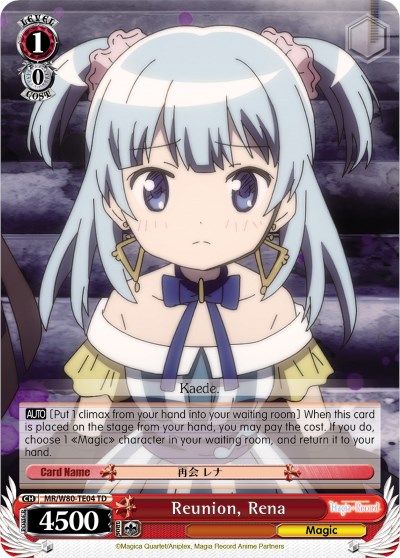 LEVEL
1
0
COST
Kaede.
AUTO [Put 1 climax from your hand into your waiting room] When this card
is placed on the stage from your hand, you may pay the cost. If you do,
choose 1 <Magic> character in your waiting room, and return it to
your hand.
Card Name 再会 レナ
CH MR/W80-TE04 TD
POWER 4500
Reunion, Rena
Magia Record
Magic
©Magica Quartet/Aniplex, Magia Record Anime Partners